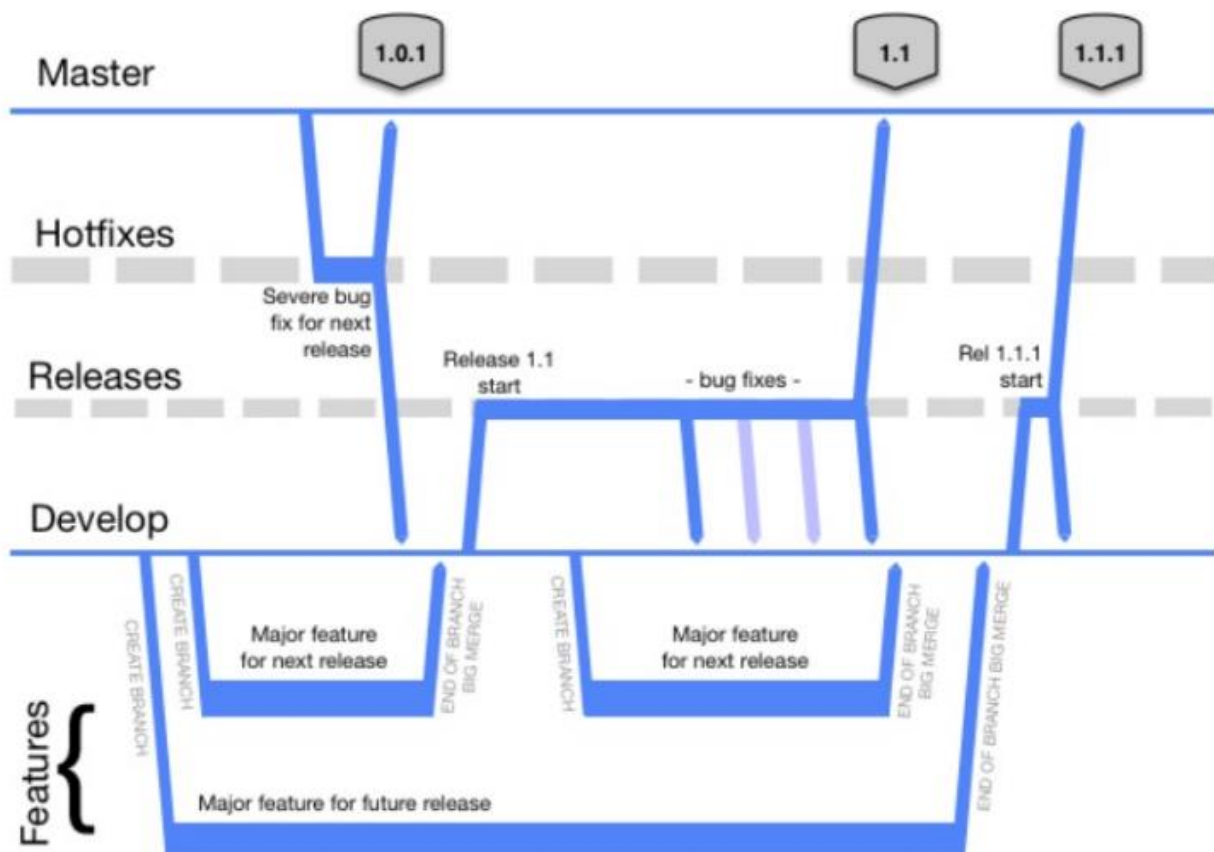 1.0.1
1.1
1.1.1
Master
Hotfixes
Severe bug
fix for next
release
Releases
Release 1.1
start
- bug fixes -
Rel 1.1.1
start
Develop
CREATE BRANCH
CREATE BRANCH
Major feature
for next release
END OF BRANCH
BIG MERGE
CREATE BRANCH
Major feature
for next release
END OF BRANCH
BIG MERGE
END OF BRANCH BIG MERGE
Features
{
Major feature for future release